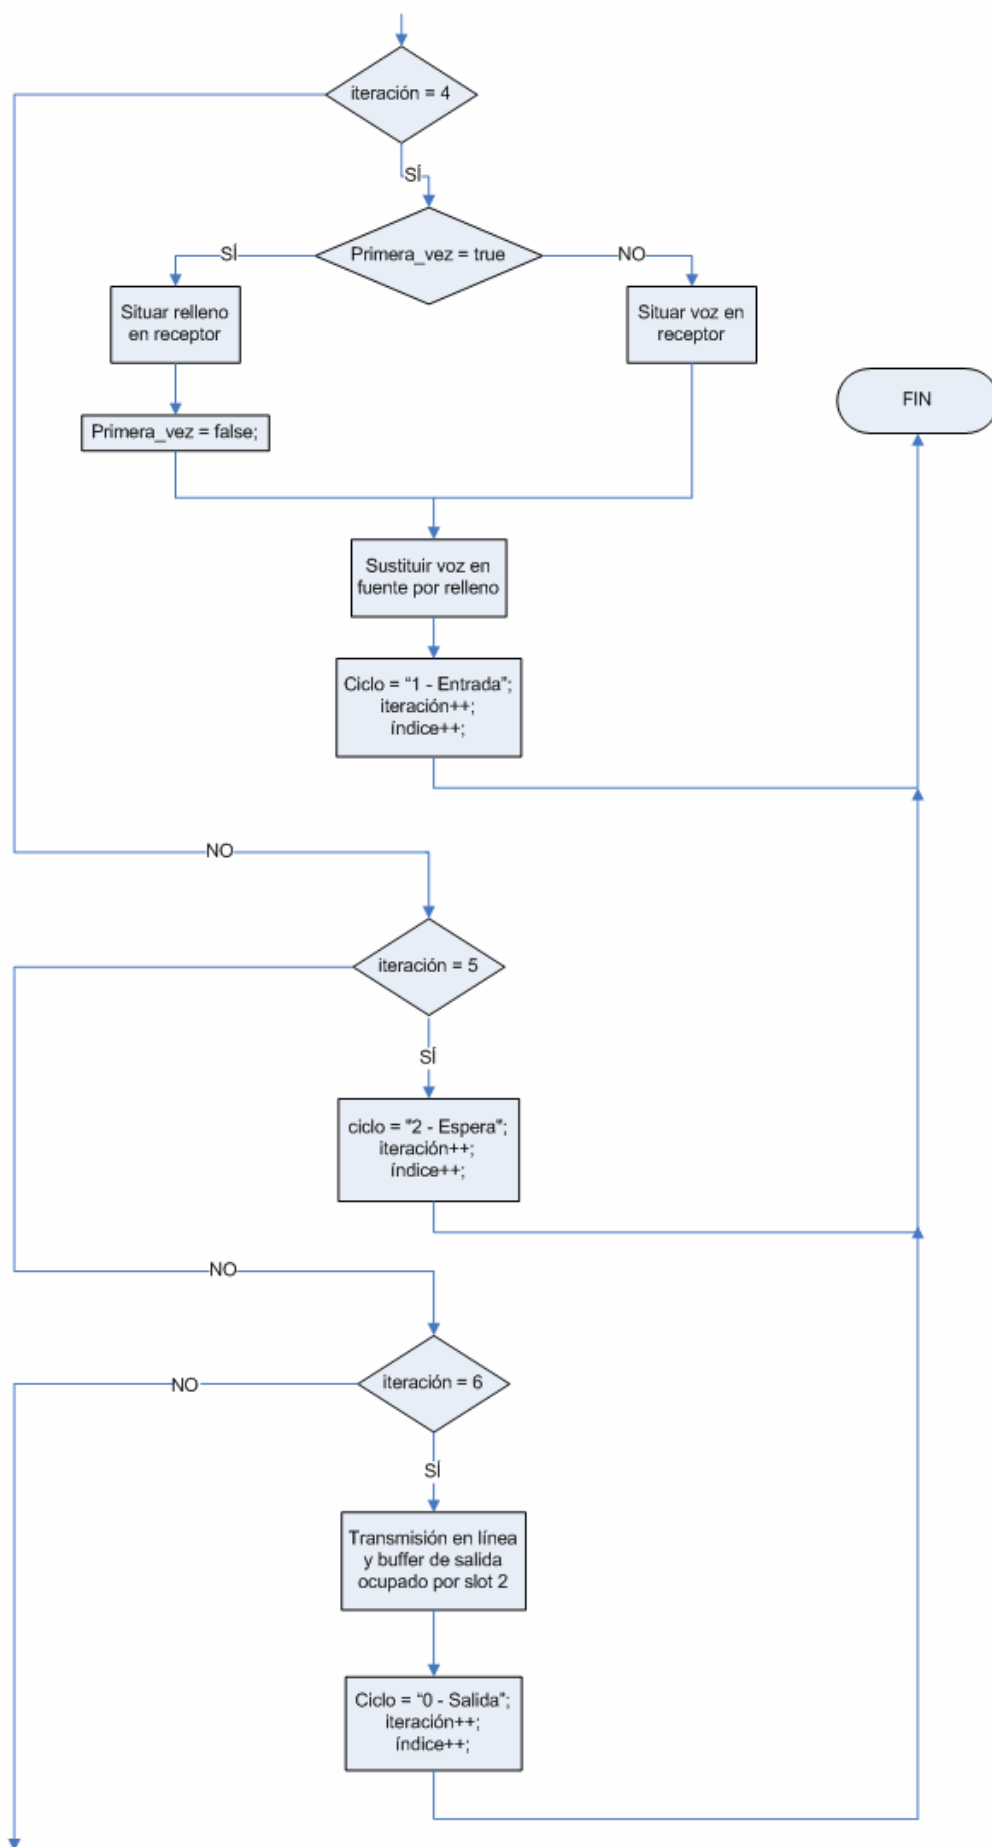 iteración = 4
SÍ
Primera_vez = true
SÍ
NO
Situar relleno
en receptor
Situar voz en
receptor
FIN
Primera_vez = false;
Sustituir voz en
fuente por relleno
Ciclo = “1 - Entrada”;
iteración++;
índice++;
NO
iteración = 5
SÍ
ciclo = "2 - Espera";
iteración++;
índice++;
NO
iteración = 6
NO
SÍ
Transmisión en línea
y buffer de salida
ocupado por slot 2
Ciclo = “0 - Salida”;
iteración++;
índice++;